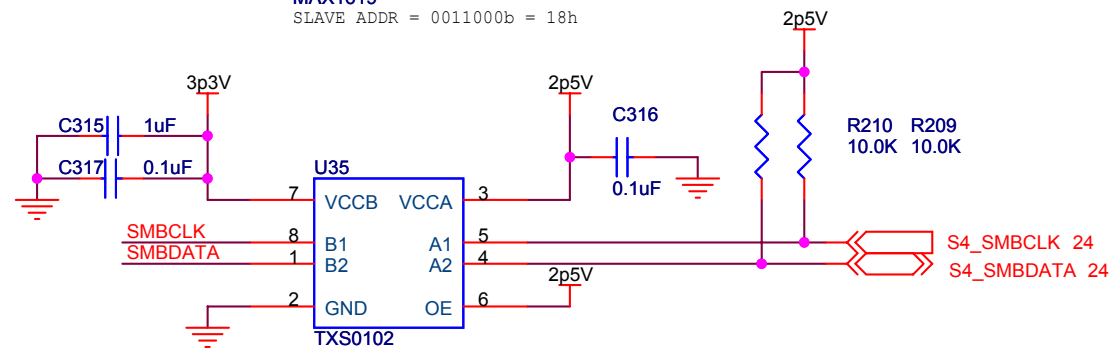 SLAVE ADDR = 0011000b = 18h
2p5V
3p3V
2p5V
C316
C315 1uF
R210 R209
10.0K 10.0K
C317 0.1uF
U35
0.1uF
7 VCCB VCCA 3
SMBCLK 8 B1 A1 5
S4_SMBCLK 24
SMBDATA 1 B2 A2 4
S4_SMBDATA 24
2p5V
2 GND OE 6
TXS0102